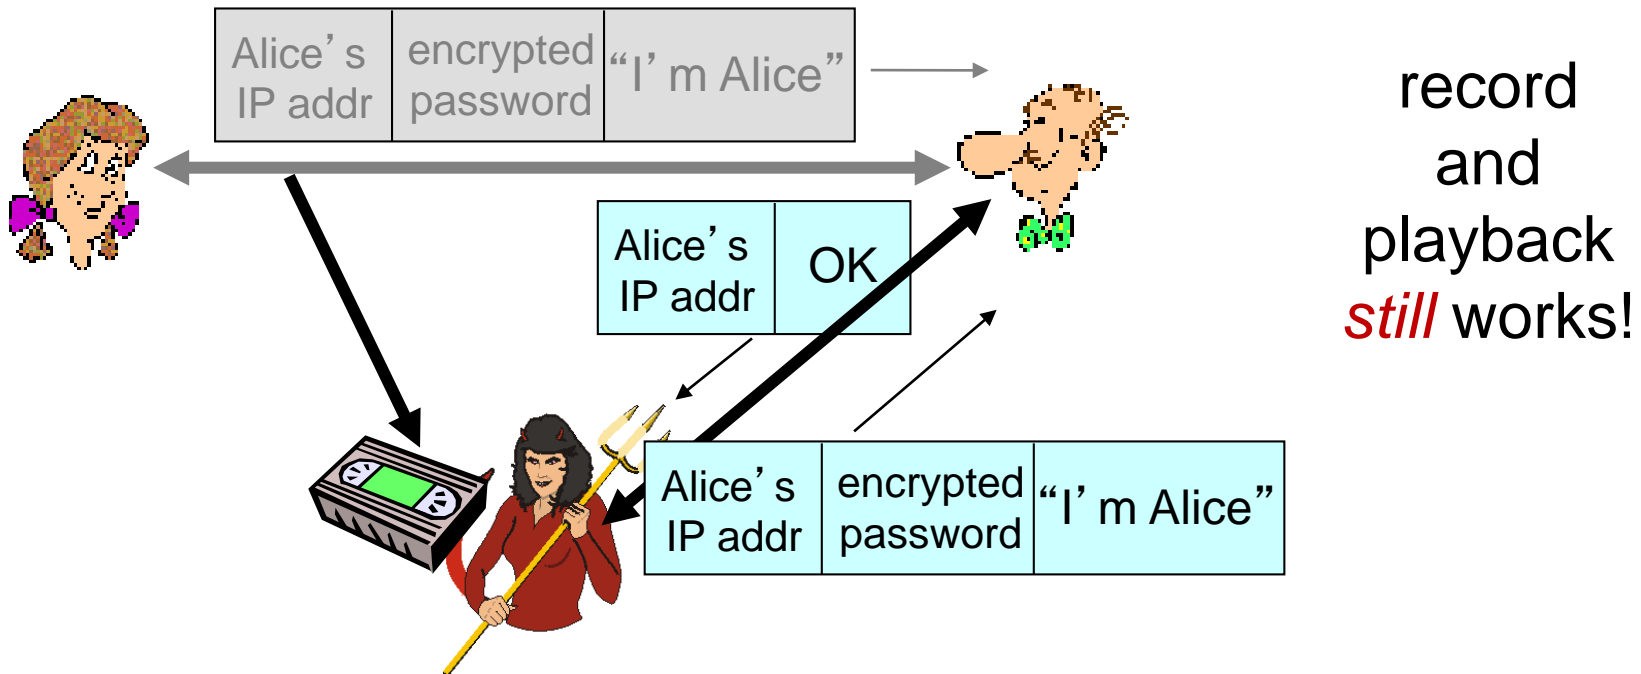 Alice’s
IP addr
encrypted
password
“I’m Alice”
record
and
playback
still works!
Alice’s
IP addr
OK
Alice’s
IP addr
encrypted
password
“I’m Alice”